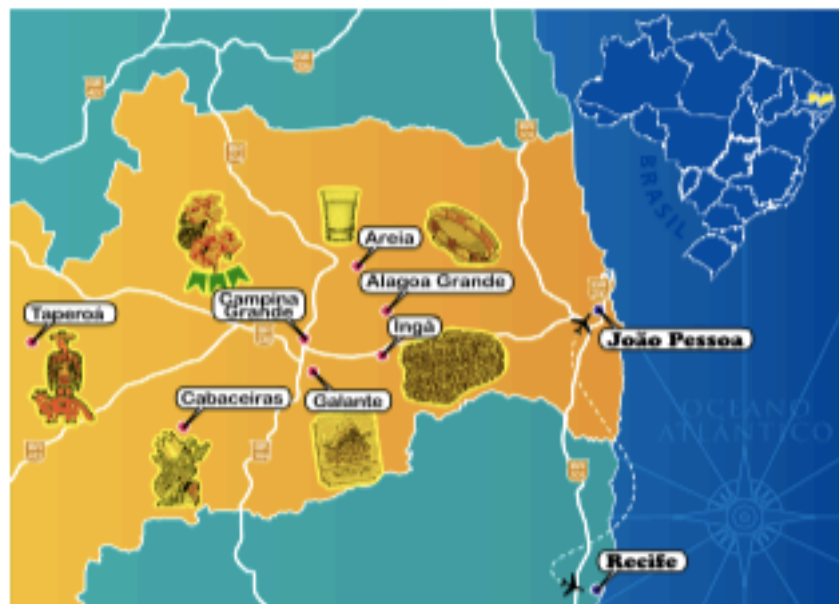 BRASIL
Areia
Alagoa Grande
Campina
Grande
Taperoá
Ingá
João Pessoa
Cabaceiras
Galante
OCEANO
ATLÂNTICO
Recife